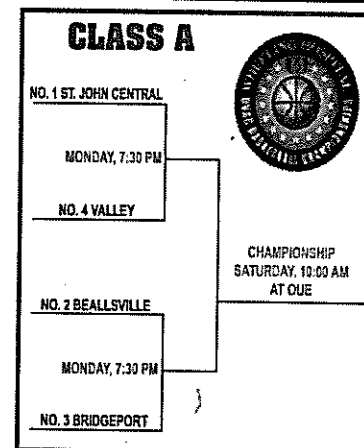 CLASS A
NO. 1 ST. JOHN CENTRAL
MONDAY, 7:30 PM
NO. 4 VALLEY
CHAMPIONSHIP
SATURDAY, 10:00 AM
AT OUE
NO. 2 BEALLSVILLE
MONDAY, 7:30 PM
NO. 3 BRIDGEPORT